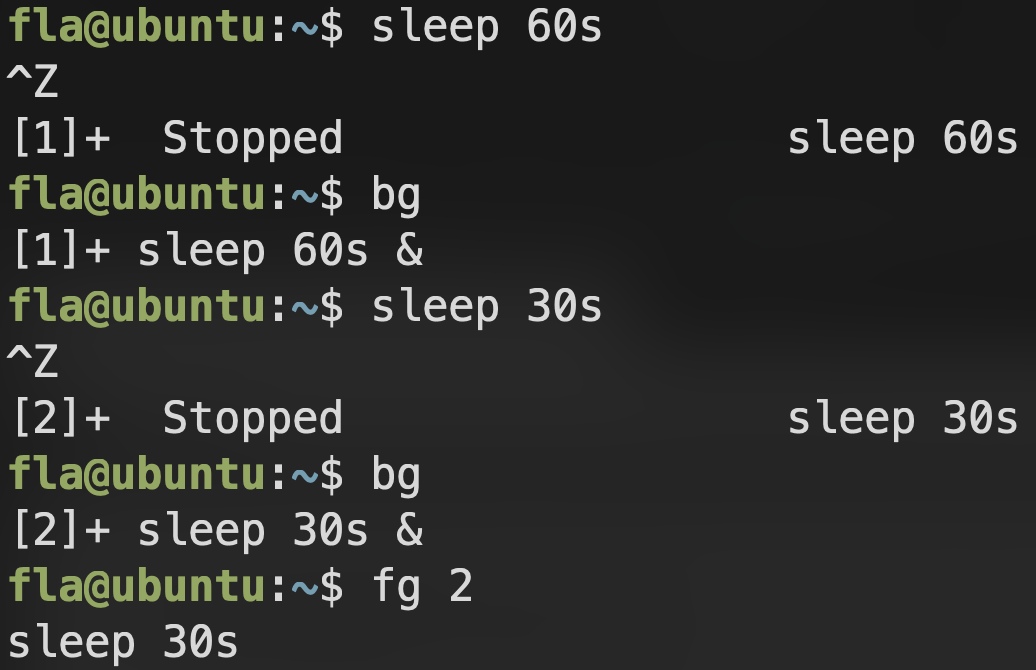 fla@ubuntu:~$ sleep 60s
^Z
[1]+  Stopped                 sleep 60s
fla@ubuntu:~$ bg
[1]+ sleep 60s &
fla@ubuntu:~$ sleep 30s
^Z
[2]+  Stopped                 sleep 30s
fla@ubuntu:~$ bg
[2]+ sleep 30s &
fla@ubuntu:~$ fg 2
sleep 30s